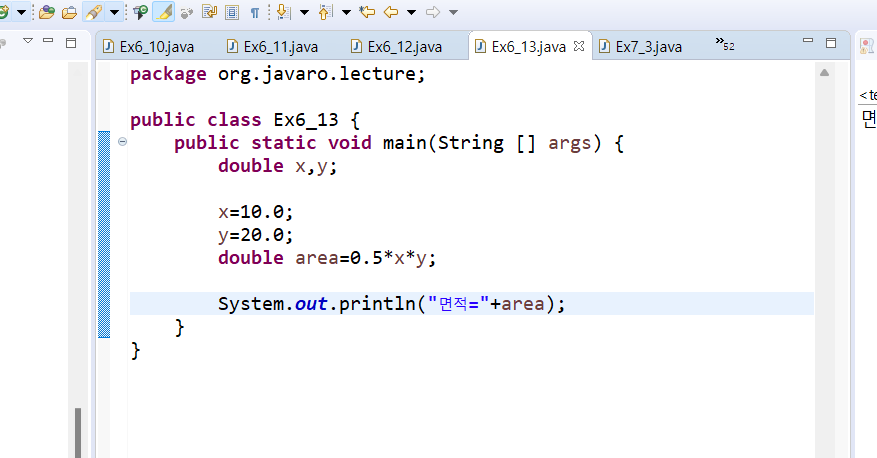 Ex6_10.java Ex6_11.java Ex6_12.java Ex6_13.java Ex7_3.java »52
package org.javaro.lecture;
public class Ex6_13 {
public static void main(String [] args) {
double x,y;
x=10.0;
y=20.0;
double area=0.5*x*y;
System.out.println("면적="+area);
}
}
<te
면